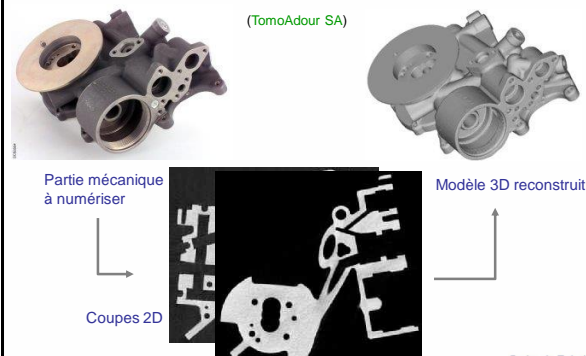 (TomoAdour SA)
Partie mécanique
à numériser
Modèle 3D reconstruit
Coupes 2D